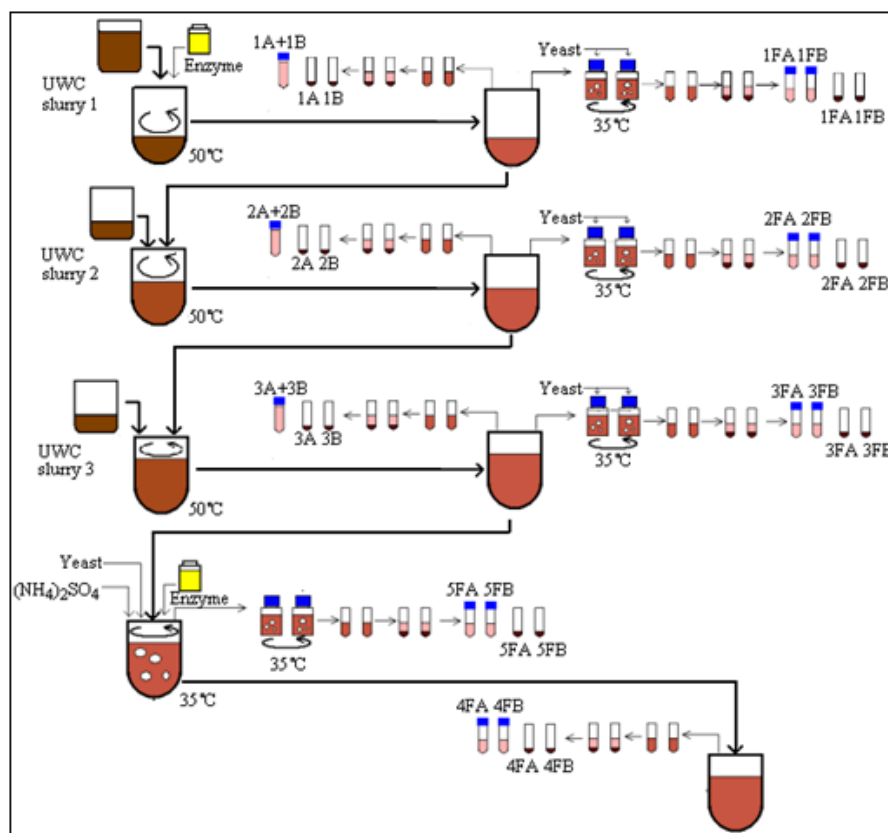 1A+1B
Yeast
1FA 1FB
Enzyme
UWC
slurry 1
1A 1B
35°C
1FA 1FB
50°C
2A+2B
Yeast
2FA 2FB
UWC
slurry 2
2A 2B
35°C
2FA 2FB
50°C
3A+3B
Yeast
3FA 3FB
UWC
slurry 3
3A 3B
35°C
3FA 3FB
50°C
Yeast
(NH4)2SO4
Enzyme
5FA 5FB
35°C
5FA 5FB
35°C
4FA 4FB
4FA 4FB